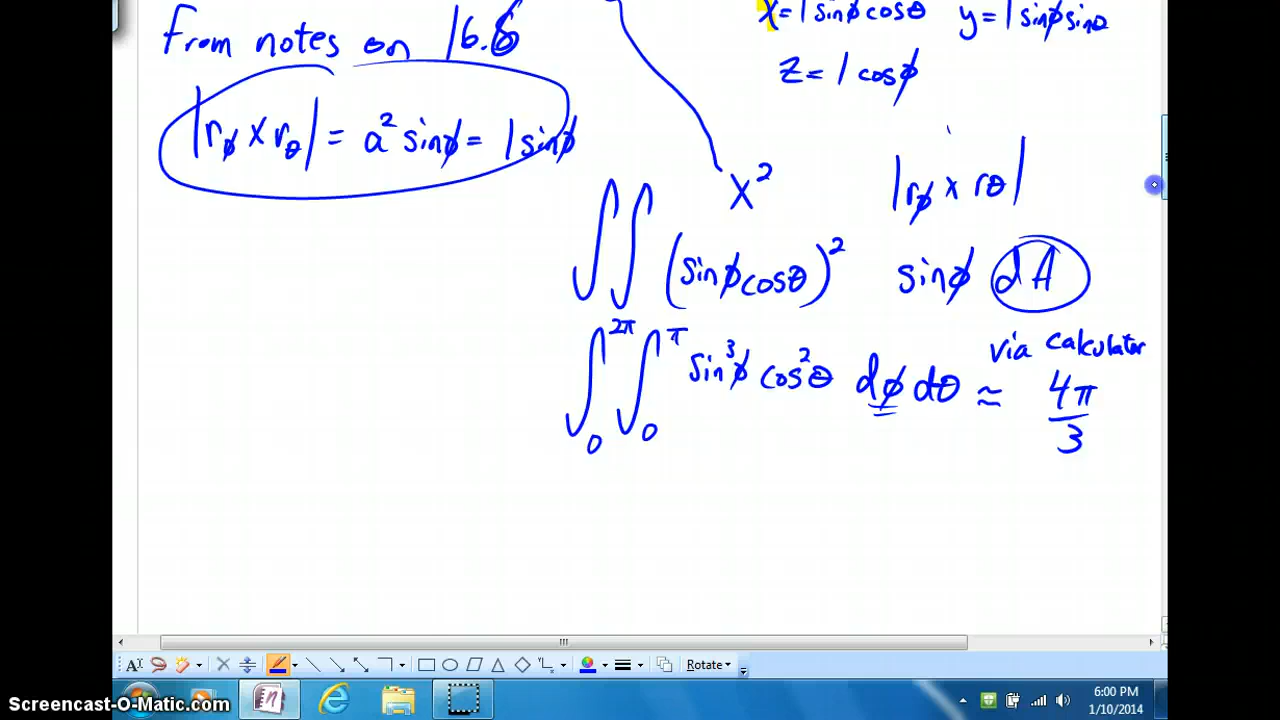 x = 1 sinϕ cosθ y = 1 sinϕ sinθ
From notes on 16.6
z = 1 cosϕ
|rϕ x rθ| = a² sinϕ = 1 sinϕ
x² |rϕ x rθ|
∫∫ (sinϕ cosθ)² sinϕ dA
via calculator
∫₀^2π ∫₀^π sin³ϕ cos²θ dϕ dθ ≈ 4π/3
Rotate
SCREENCAST-O-MATIC.com
6:00 PM
1/10/2014